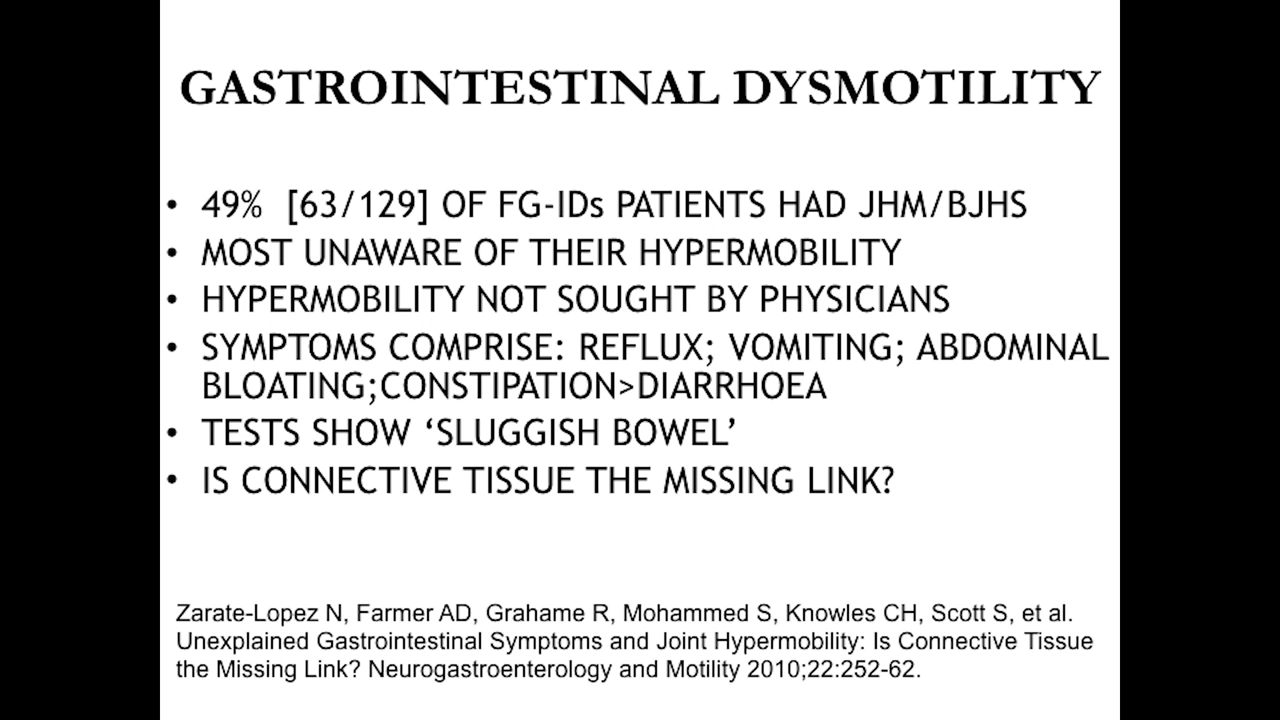 GASTROINTESTINAL DYSMOTILITY
• 49% [63/129] OF FG-IDs PATIENTS HAD JHM/BJHS
• MOST UNAWARE OF THEIR HYPERMOBILITY
• HYPERMOBILITY NOT SOUGHT BY PHYSICIANS
• SYMPTOMS COMPRISE: REFLUX; VOMITING; ABDOMINAL
BLOATING;CONSTIPATION>DIARRHOEA
• TESTS SHOW ‘SLUGGISH BOWEL’
• IS CONNECTIVE TISSUE THE MISSING LINK?
Zarate-Lopez N, Farmer AD, Grahame R, Mohammed S, Knowles CH, Scott S, et al.
Unexplained Gastrointestinal Symptoms and Joint Hypermobility: Is Connective Tissue
the Missing Link? Neurogastroenterology and Motility 2010;22:252-62.